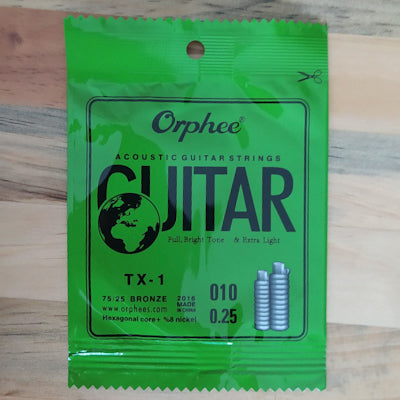 Orphee®
ACOUSTIC GUITAR STRINGS
GUITAR
Full, Bright Tone & Extra Light
TX-1
75/25 BRONZE
2016 MADE IN CHINA
www.orphees.com
Hexagonal core+ %8 nickel
010
0.25